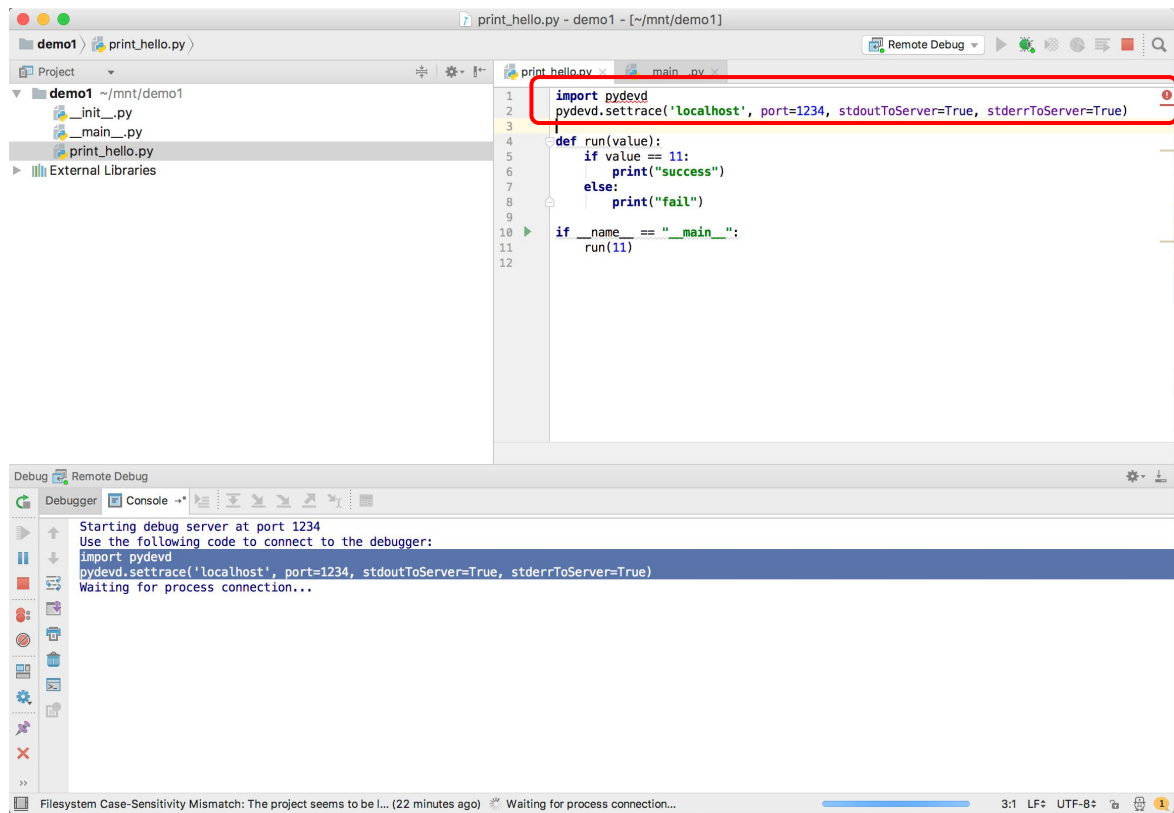 print_hello.py - demo1 - [~/mnt/demo1]
demo1 print_hello.py
Remote Debug
Project
print_hello.py __main__.py
demo1 ~/mnt/demo1
__init__.py
__main__.py
print_hello.py
External Libraries
1 import pydevd
2 pydevd.settrace('localhost', port=1234, stdoutToServer=True, stderrToServer=True)
3
4 def run(value):
5 if value == 11:
6 print("success")
7 else:
8 print("fail")
9
10 if __name__ == "__main__":
11 run(11)
12
Debug Remote Debug
Debugger Console
Starting debug server at port 1234
Use the following code to connect to the debugger:
import pydevd
pydevd.settrace('localhost', port=1234, stdoutToServer=True, stderrToServer=True)
Waiting for process connection...
Filesystem Case-Sensitivity Mismatch: The project seems to be l... (22 minutes ago) Waiting for process connection... 3:1 LF UTF-8 1